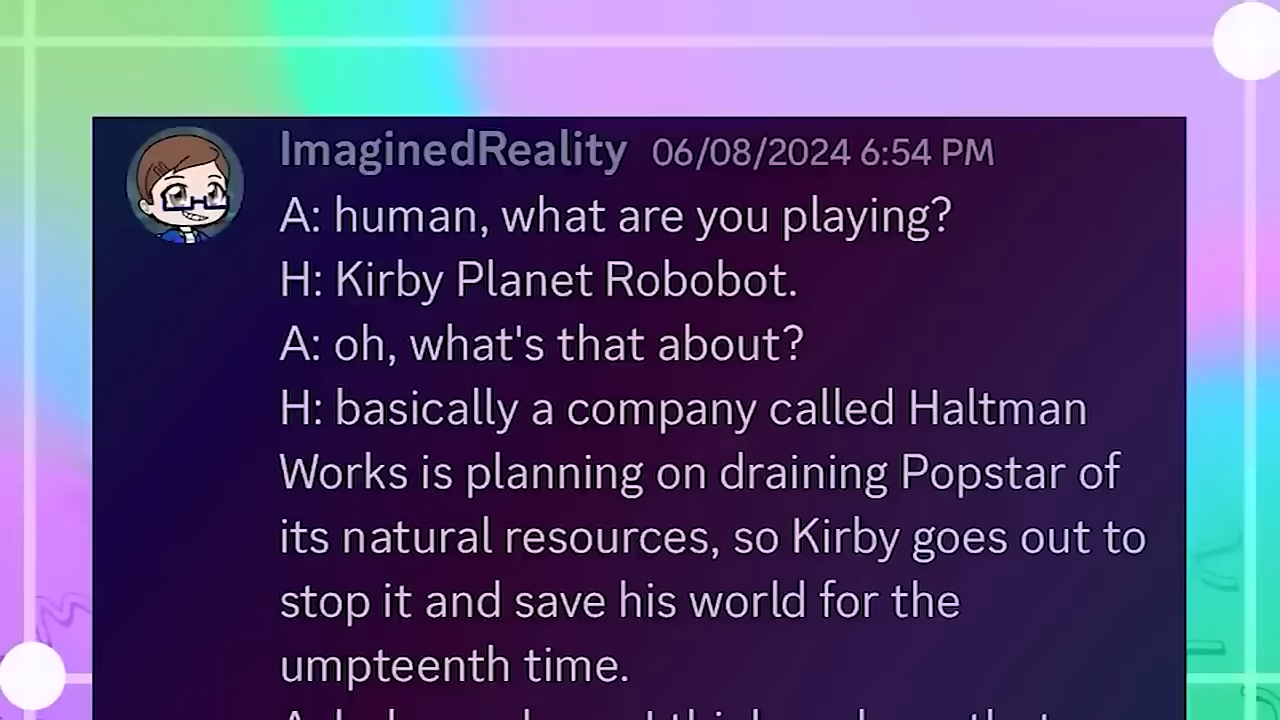 ImaginedReality 06/08/2024 6:54 PM
A: human, what are you playing?
H: Kirby Planet Robobot.
A: oh, what's that about?
H: basically a company called Haltman
Works is planning on draining Popstar of
its natural resources, so Kirby goes out to
stop it and save his world for the
umpteenth time.